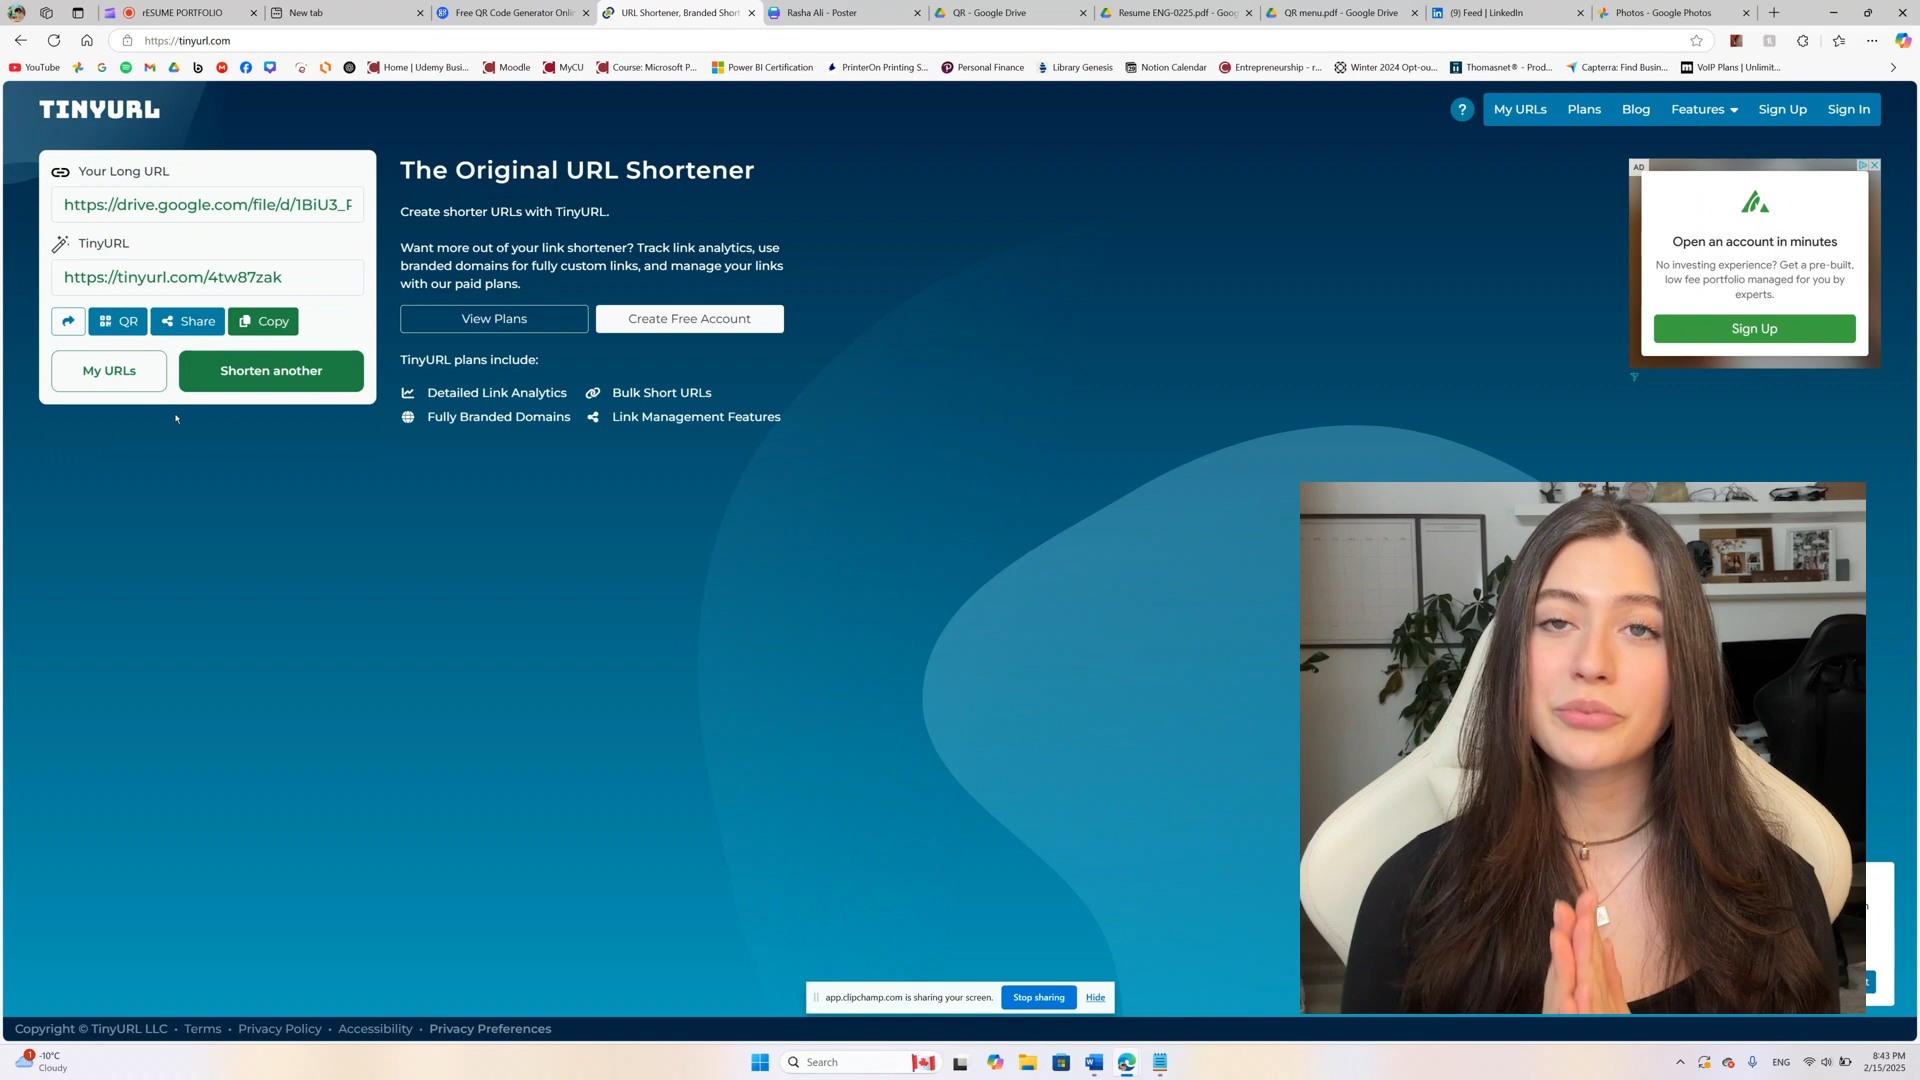 rESUME PORTFOLIO
New tab
Free QR Code Generator Onlin
URL Shortener, Branded Short
Rasha Ali - Poster
QR - Google Drive
Resume ENG-0225.pdf - Goog
QR menu.pdf - Google Drive
(9) Feed | LinkedIn
Photos - Google Photos
https://tinyurl.com
YouTube
Home | Udemy Busi...
Moodle
MyCU
Course: Microsoft P...
Power BI Certification
PrinterOn Printing S...
Personal Finance
Library Genesis
Notion Calendar
Entrepreneurship - r...
Winter 2024 Opt-ou...
Thomasnet® - Prod...
Capterra: Find Busin...
VoIP Plans | Unlimit...
TINYURL
?
My URLs
Plans
Blog
Features
Sign Up
Sign In
Your Long URL
https://drive.google.com/file/d/1BiU3_F
TinyURL
https://tinyurl.com/4tw87zak
QR
Share
Copy
My URLs
Shorten another
The Original URL Shortener
Create shorter URLs with TinyURL.
Want more out of your link shortener? Track link analytics, use
branded domains for fully custom links, and manage your links
with our paid plans.
View Plans
Create Free Account
TinyURL plans include:
Detailed Link Analytics
Bulk Short URLs
Fully Branded Domains
Link Management Features
AD
Open an account in minutes
No investing experience? Get a pre-built,
low fee portfolio managed for you by
experts.
Sign Up
app.clipchamp.com is sharing your screen.
Stop sharing
Hide
Copyright © TinyURL LLC • Terms • Privacy Policy • Accessibility • Privacy Preferences
1
-10°C
Cloudy
Search
ENG
8:43 PM
2/15/2025